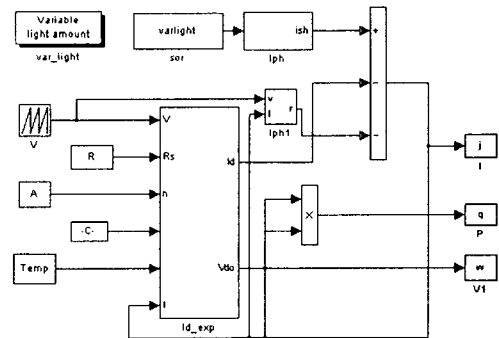 Variable
light amount
var_light
varlight
sor
ish
Iph
+
-
-
V
V
I
r
Iph1
V
R
Rs
Id
A
n
-C-
Temp
Vdo
I
Id_exp
×
j
I
q
P
w
V1